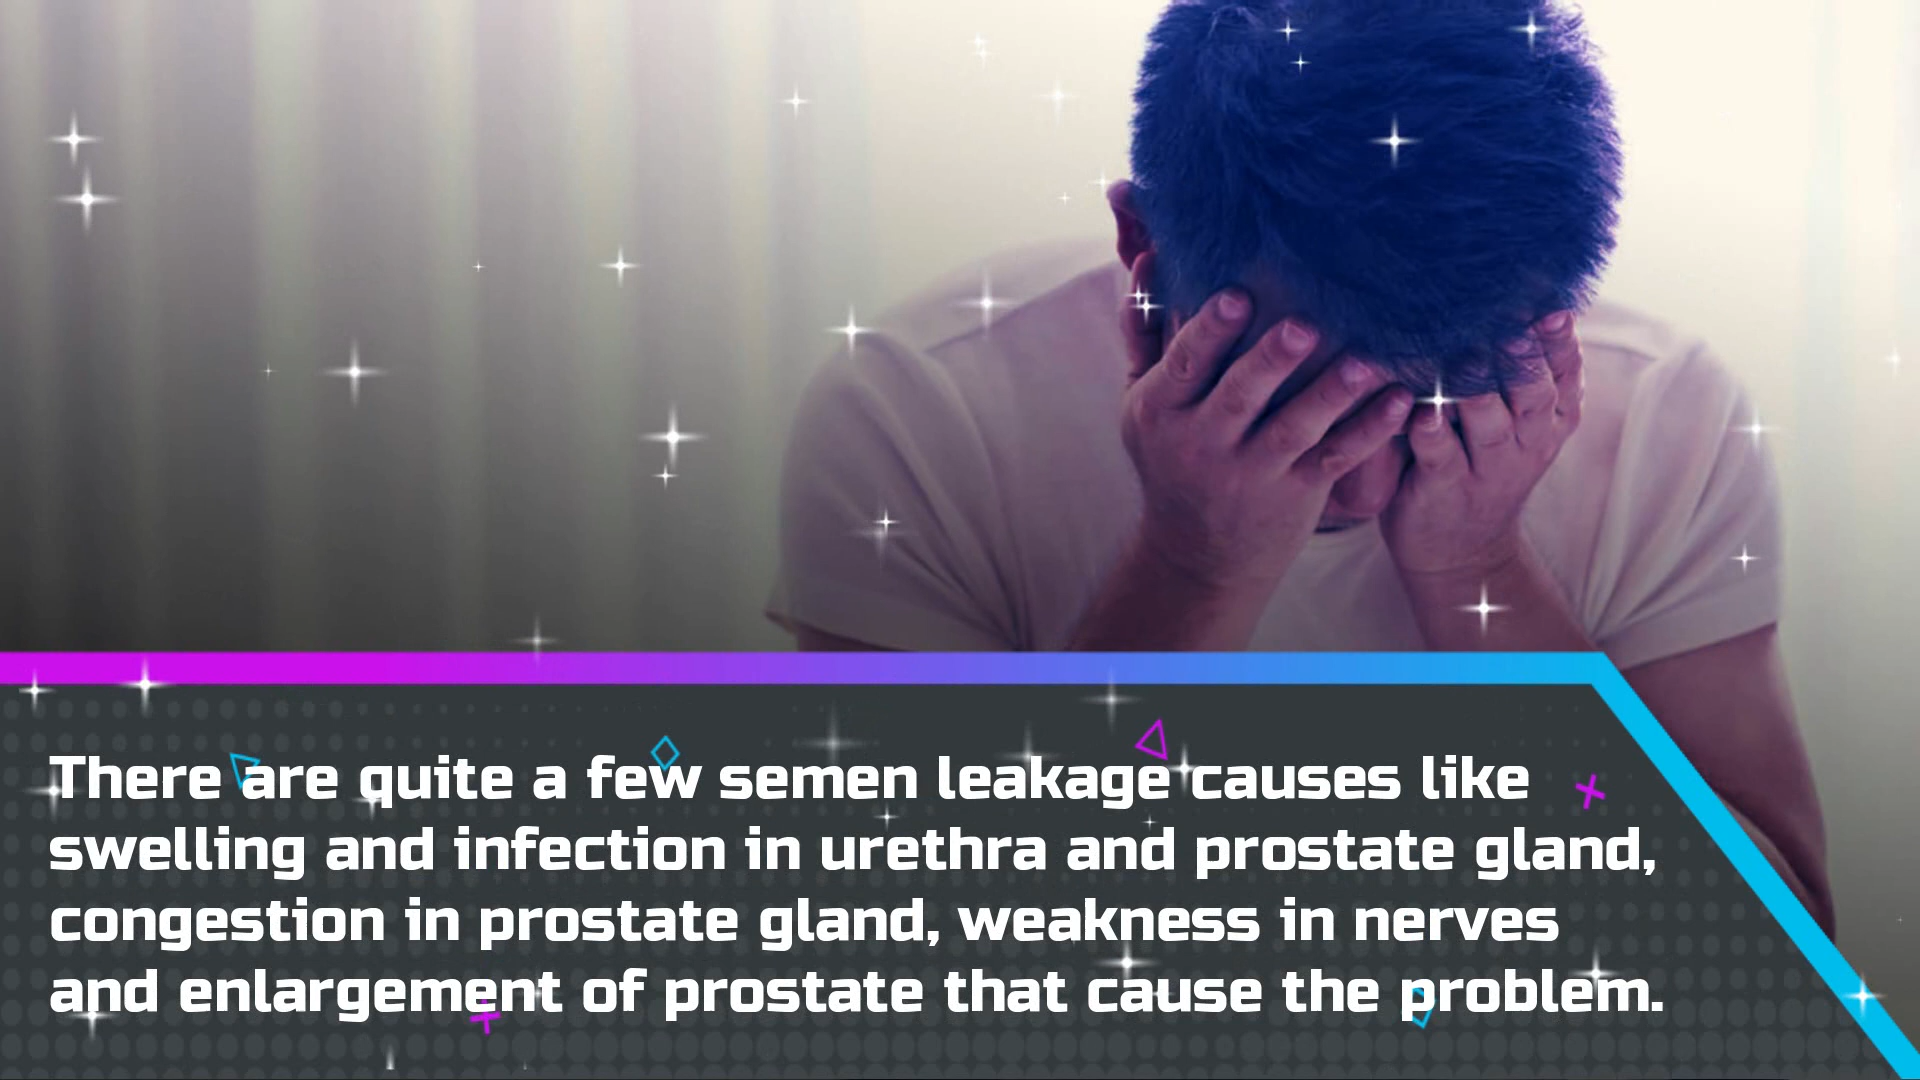 There are quite a few semen leakage causes like
swelling and infection in urethra and prostate gland,
congestion in prostate gland, weakness in nerves
and enlargement of prostate that cause the problem.